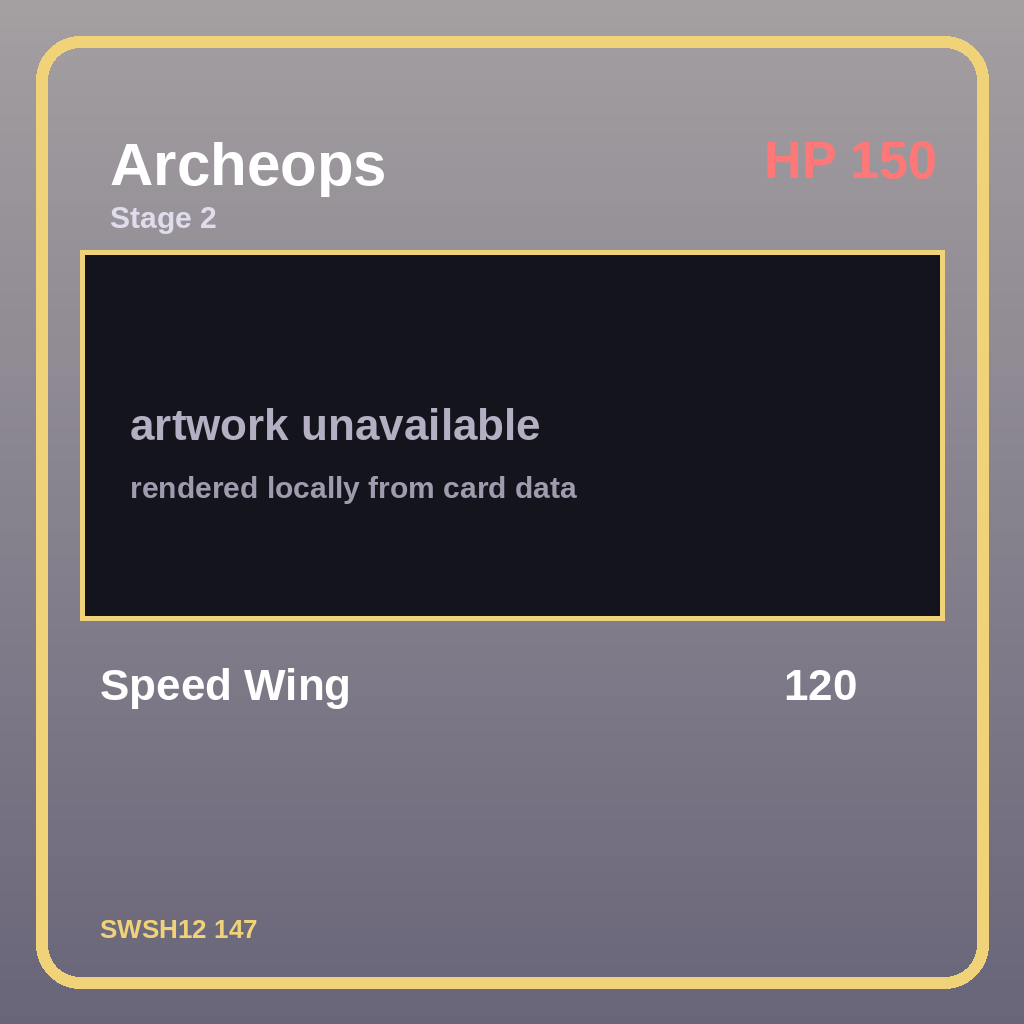 Archeops
HP 150
Stage 2
artwork unavailable
rendered locally from card data
Speed Wing
120
SWSH12 147